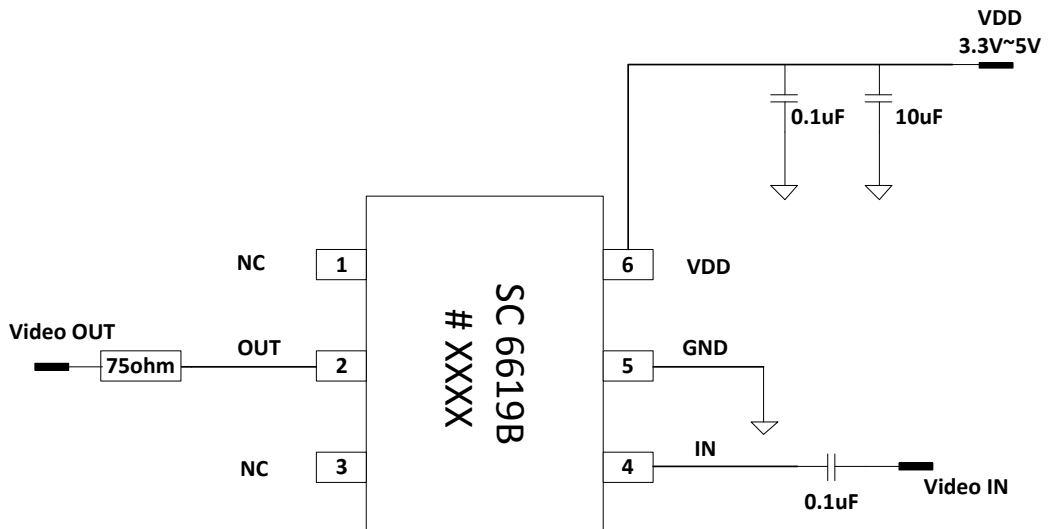 VDD
3.3V~5V
0.1uF
10uF
NC
1
6
VDD
SC 6619B
# XXXX
Video OUT
75ohm
OUT
2
5
GND
NC
3
4
IN
0.1uF
Video IN